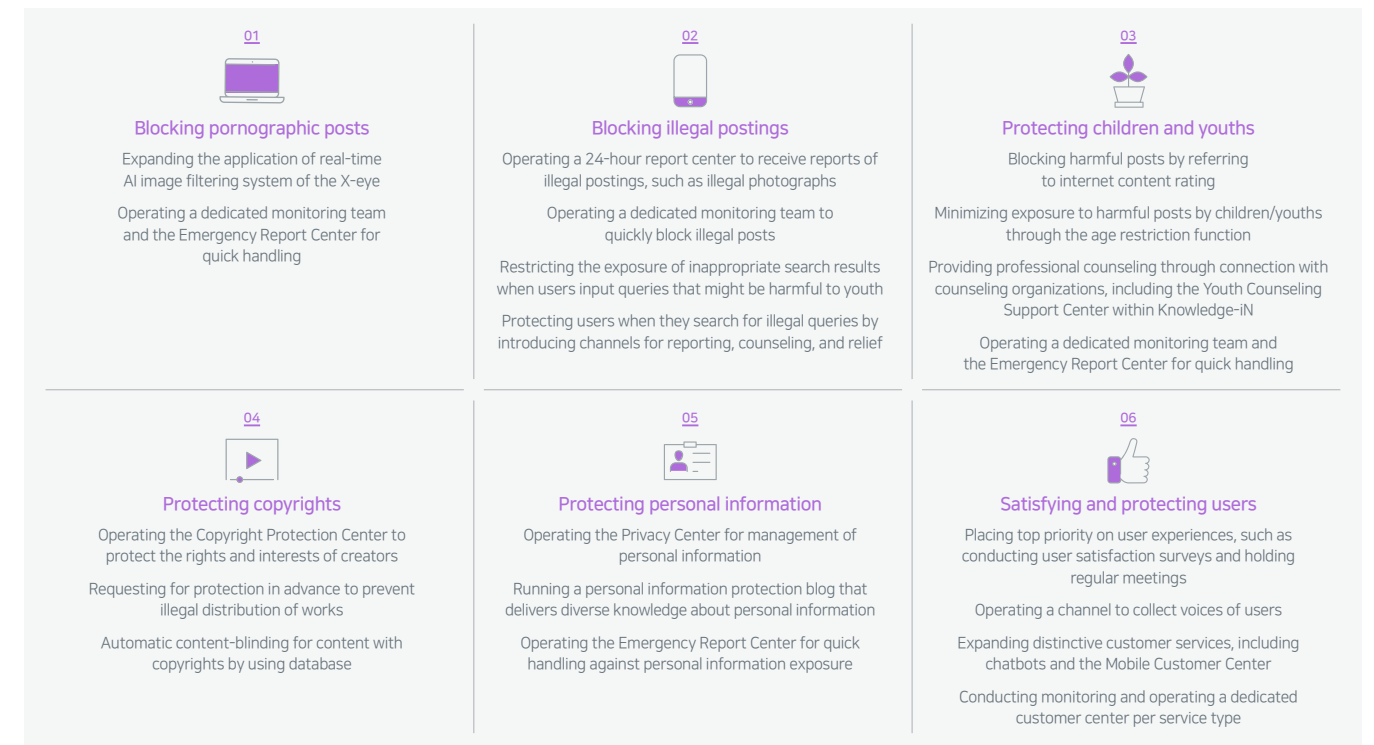 01
Blocking pornographic posts
Expanding the application of real-time
AI image filtering system of the X-eye
Operating a dedicated monitoring team
and the Emergency Report Center for
quick handling
02
Blocking illegal postings
Operating a 24-hour report center to receive reports of
illegal postings, such as illegal photographs
Operating a dedicated monitoring team to
quickly block illegal posts
Restricting the exposure of inappropriate search results
when users input queries that might be harmful to youth
Protecting users when they search for illegal queries by
introducing channels for reporting, counseling, and relief
03
Protecting children and youths
Blocking harmful posts by referring
to internet content rating
Minimizing exposure to harmful posts by children/youths
through the age restriction function
Providing professional counseling through connection with
counseling organizations, including the Youth Counseling
Support Center within Knowledge-iN
Operating a dedicated monitoring team and
the Emergency Report Center for quick handling
04
Protecting copyrights
Operating the Copyright Protection Center to
protect the rights and interests of creators
Requesting for protection in advance to prevent
illegal distribution of works
Automatic content-blinding for content with
copyrights by using database
05
Protecting personal information
Operating the Privacy Center for management of
personal information
Running a personal information protection blog that
delivers diverse knowledge about personal information
Operating the Emergency Report Center for quick
handling against personal information exposure
06
Satisfying and protecting users
Placing top priority on user experiences, such as
conducting user satisfaction surveys and holding
regular meetings
Operating a channel to collect voices of users
Expanding distinctive customer services, including
chatbots and the Mobile Customer Center
Conducting monitoring and operating a dedicated
customer center per service type